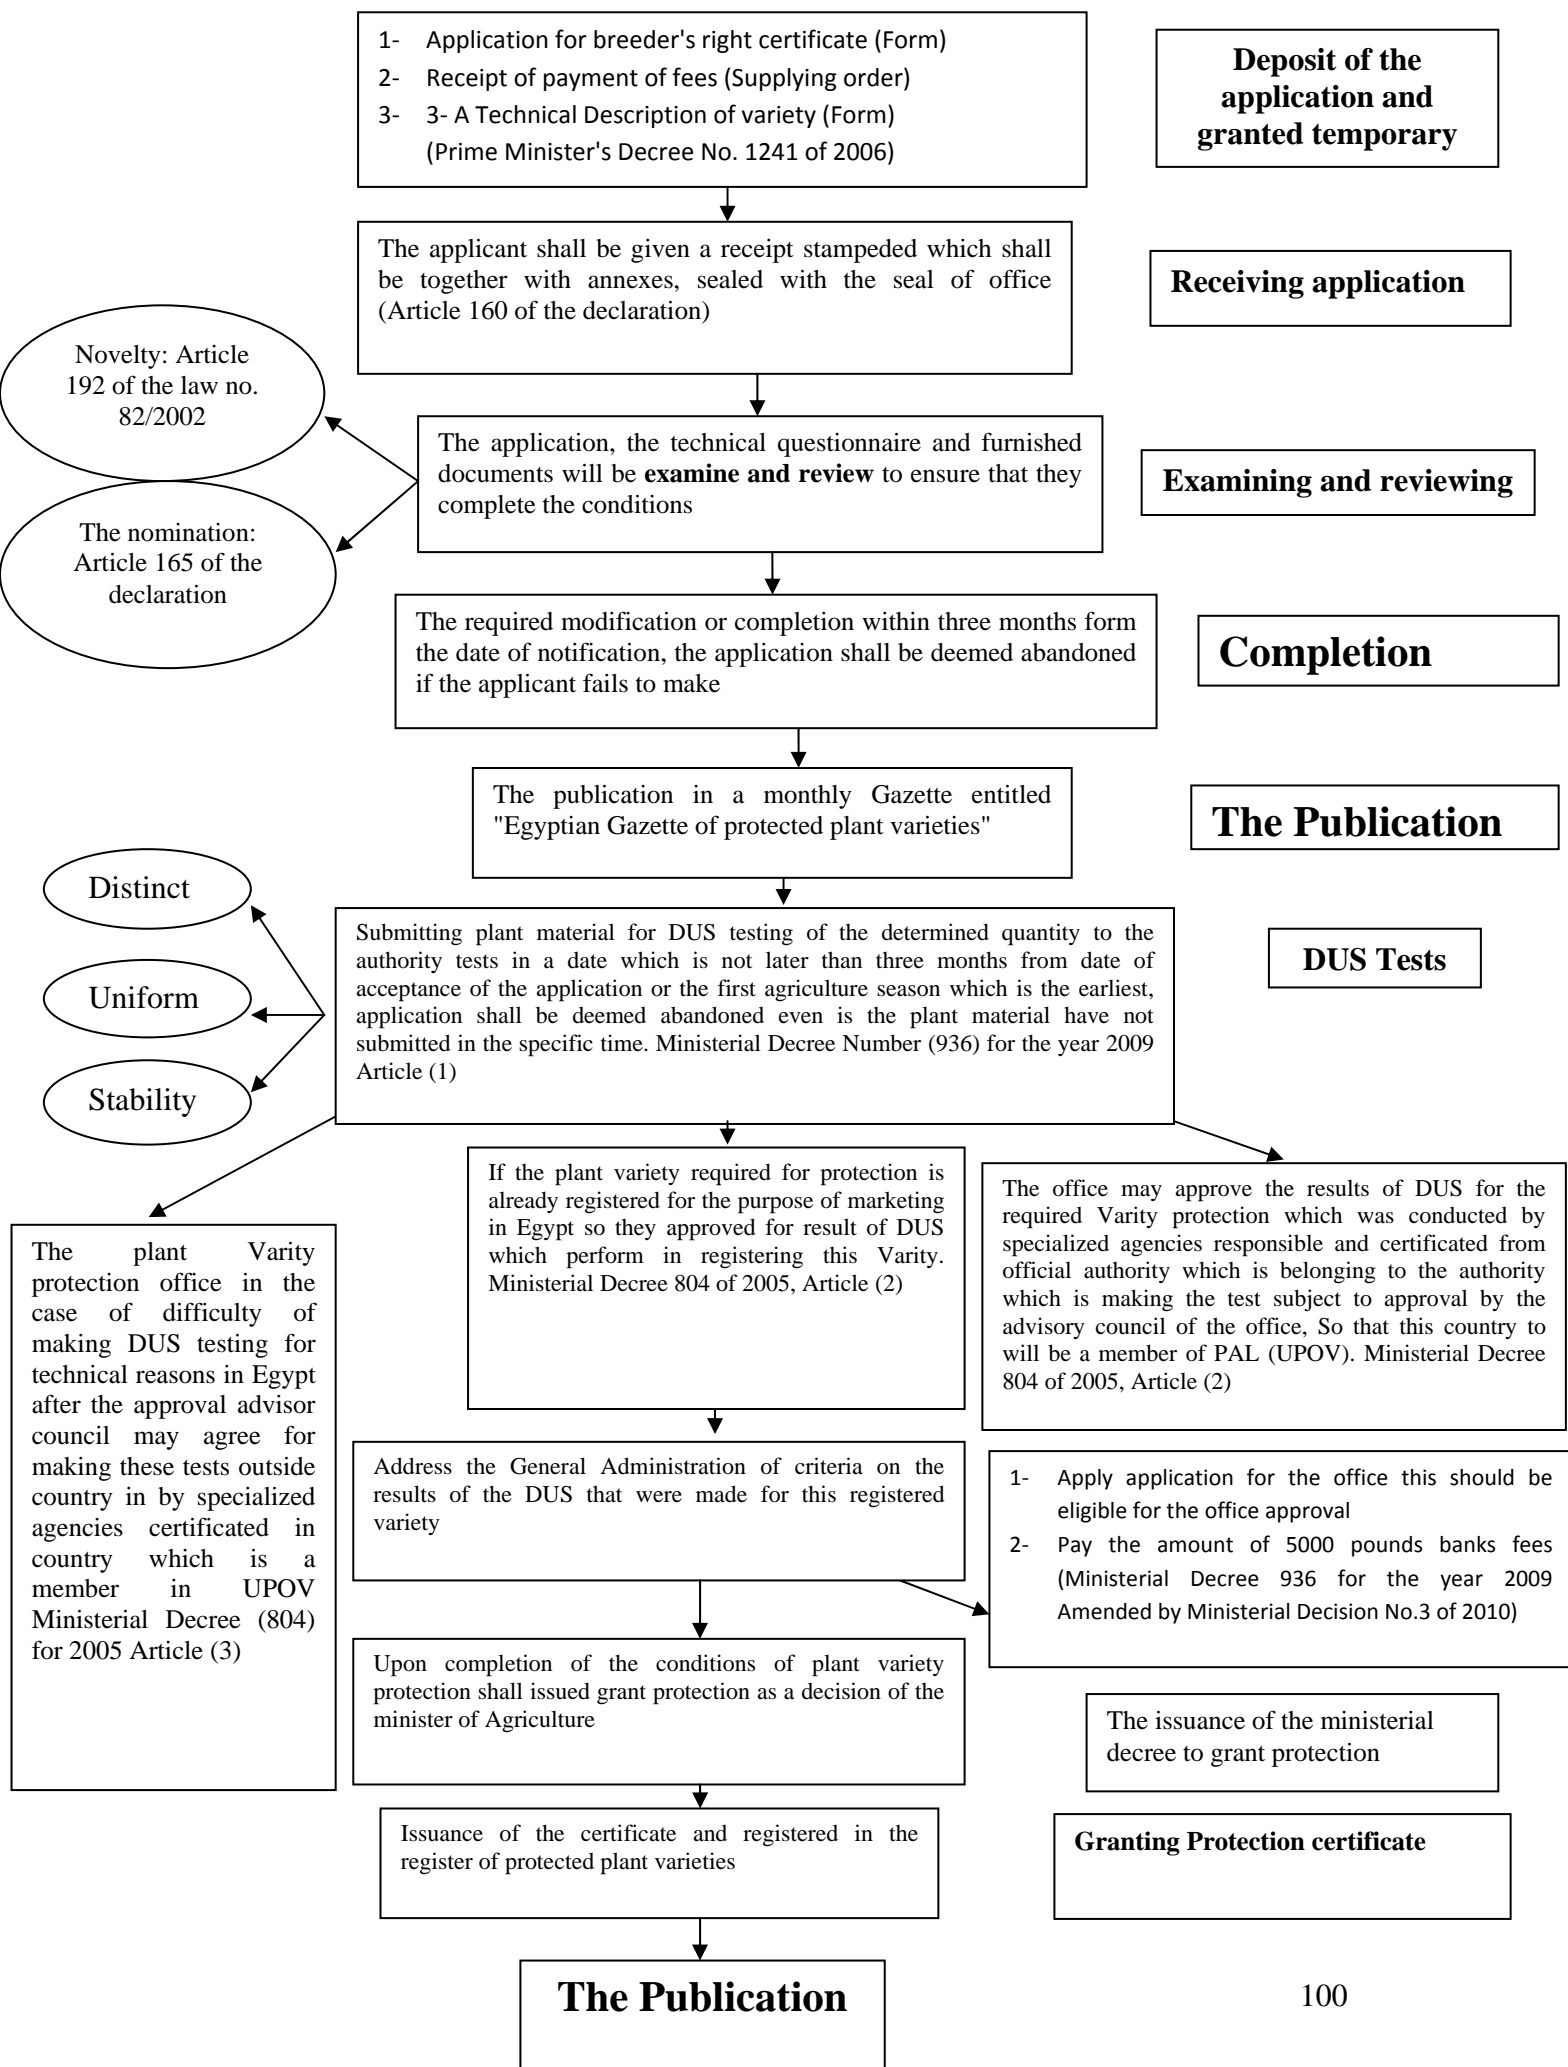 1- Application for breeder's right certificate (Form)
2- Receipt of payment of fees (Supplying order)
3- 3- A Technical Description of variety (Form)
(Prime Minister's Decree No. 1241 of 2006)
Deposit of the
application and
granted temporary
The applicant shall be given a receipt stampeded which shall
be together with annexes, sealed with the seal of office
(Article 160 of the declaration)
Receiving application
Novelty: Article
192 of the law no.
82/2002
The application, the technical questionnaire and furnished
documents will be examine and review to ensure that they
complete the conditions
Examining and reviewing
The nomination:
Article 165 of the
declaration
The required modification or completion within three months form
the date of notification, the application shall be deemed abandoned
if the applicant fails to make
Completion
The publication in a monthly Gazette entitled
"Egyptian Gazette of protected plant varieties"
The Publication
Distinct
Uniform
Stability
Submitting plant material for DUS testing of the determined quantity to the
authority tests in a date which is not later than three months from date of
acceptance of the application or the first agriculture season which is the earliest,
application shall be deemed abandoned even is the plant material have not
submitted in the specific time. Ministerial Decree Number (936) for the year 2009
Article (1)
DUS Tests
The plant Varity
protection office in the
case of difficulty of
making DUS testing for
technical reasons in Egypt
after the approval advisor
council may agree for
making these tests outside
country in by specialized
agencies certificated in
country which is a
member in UPOV
Ministerial Decree (804)
for 2005 Article (3)
If the plant variety required for protection is
already registered for the purpose of marketing
in Egypt so they approved for result of DUS
which perform in registering this Varity.
Ministerial Decree 804 of 2005, Article (2)
The office may approve the results of DUS for the
required Varity protection which was conducted by
specialized agencies responsible and certificated from
official authority which is belonging to the authority
which is making the test subject to approval by the
advisory council of the office, So that this country to
will be a member of PAL (UPOV). Ministerial Decree
804 of 2005, Article (2)
Address the General Administration of criteria on the
results of the DUS that were made for this registered
variety
1- Apply application for the office this should be
eligible for the office approval
2- Pay the amount of 5000 pounds banks fees
(Ministerial Decree 936 for the year 2009
Amended by Ministerial Decision No.3 of 2010)
Upon completion of the conditions of plant variety
protection shall issued grant protection as a decision of the
minister of Agriculture
The issuance of the ministerial
decree to grant protection
Issuance of the certificate and registered in the
register of protected plant varieties
Granting Protection certificate
The Publication
100